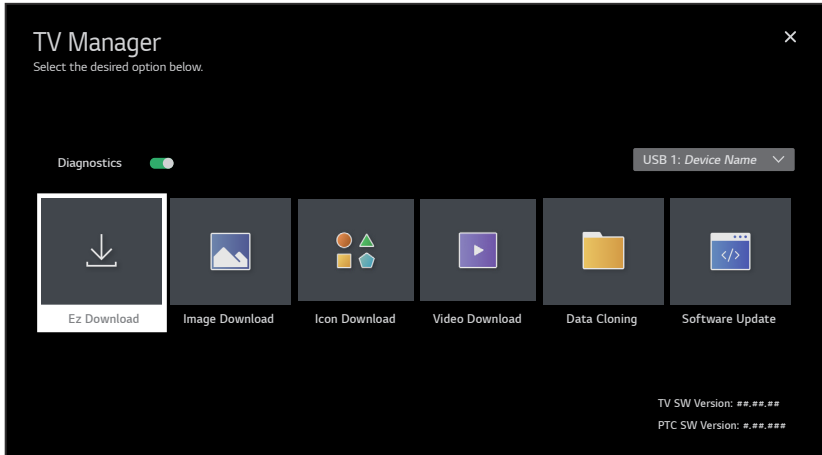 TV Manager
Select the desired option below.
Diagnostics
USB 1: Device Name
</>
Ez Download
Image Download
Icon Download
Video Download
Data Cloning
Software Update
TV SW Version: ##.##.##
PTC SW Version: #.##.###